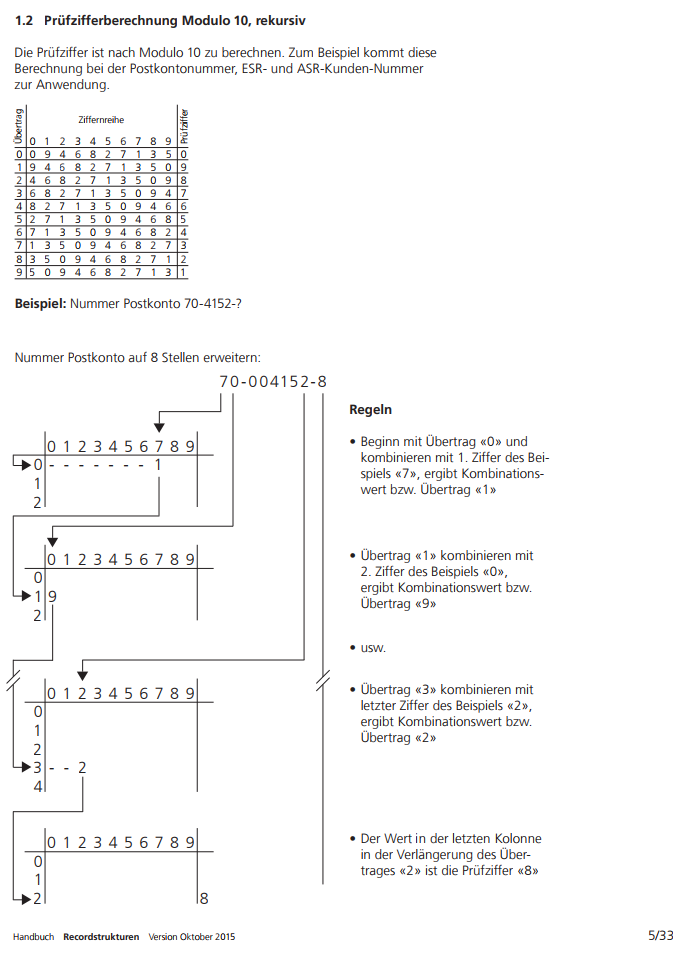 1.2 Prüfzifferberechnung Modulo 10, rekursiv
Die Prüfziffer ist nach Modulo 10 zu berechnen. Zum Beispiel kommt diese
Berechnung bei der Postkontonummer, ESR- und ASR-Kunden-Nummer
zur Anwendung.
Übertrag
Ziffernreihe
Prüfziffer
0 1 2 3 4 5 6 7 8 9
0 0 9 4 6 8 2 7 1 3 5 0
1 9 4 6 8 2 7 1 3 5 0 9
2 4 6 8 2 7 1 3 5 0 9 8
3 6 8 2 7 1 3 5 0 9 4 7
4 8 2 7 1 3 5 0 9 4 6 6
5 2 7 1 3 5 0 9 4 6 8 5
6 7 1 3 5 0 9 4 6 8 2 4
7 1 3 5 0 9 4 6 8 2 7 3
8 3 5 0 9 4 6 8 2 7 1 2
9 5 0 9 4 6 8 2 7 1 3 1
Beispiel: Nummer Postkonto 70-4152-?
Nummer Postkonto auf 8 Stellen erweitern:
70-004152-8
Regeln
0 1 2 3 4 5 6 7 8 9
0 - - - - - - - 1
1
2
• Beginn mit Übertrag «0» und
kombinieren mit 1. Ziffer des Bei-
spiels «7», ergibt Kombinations-
wert bzw. Übertrag «1»
0 1 2 3 4 5 6 7 8 9
0
1 9
2
• Übertrag «1» kombinieren mit
2. Ziffer des Beispiels «0»,
ergibt Kombinationswert bzw.
Übertrag «9»
• usw.
0 1 2 3 4 5 6 7 8 9
0
1
2
3 - - 2
4
• Übertrag «3» kombinieren mit
letzter Ziffer des Beispiels «2»,
ergibt Kombinationswert bzw.
Übertrag «2»
0 1 2 3 4 5 6 7 8 9
0
1
2 8
• Der Wert in der letzten Kolonne
in der Verlängerung des Über-
trages «2» ist die Prüfziffer «8»
Handbuch Recordstrukturen Version Oktober 2015
5/33